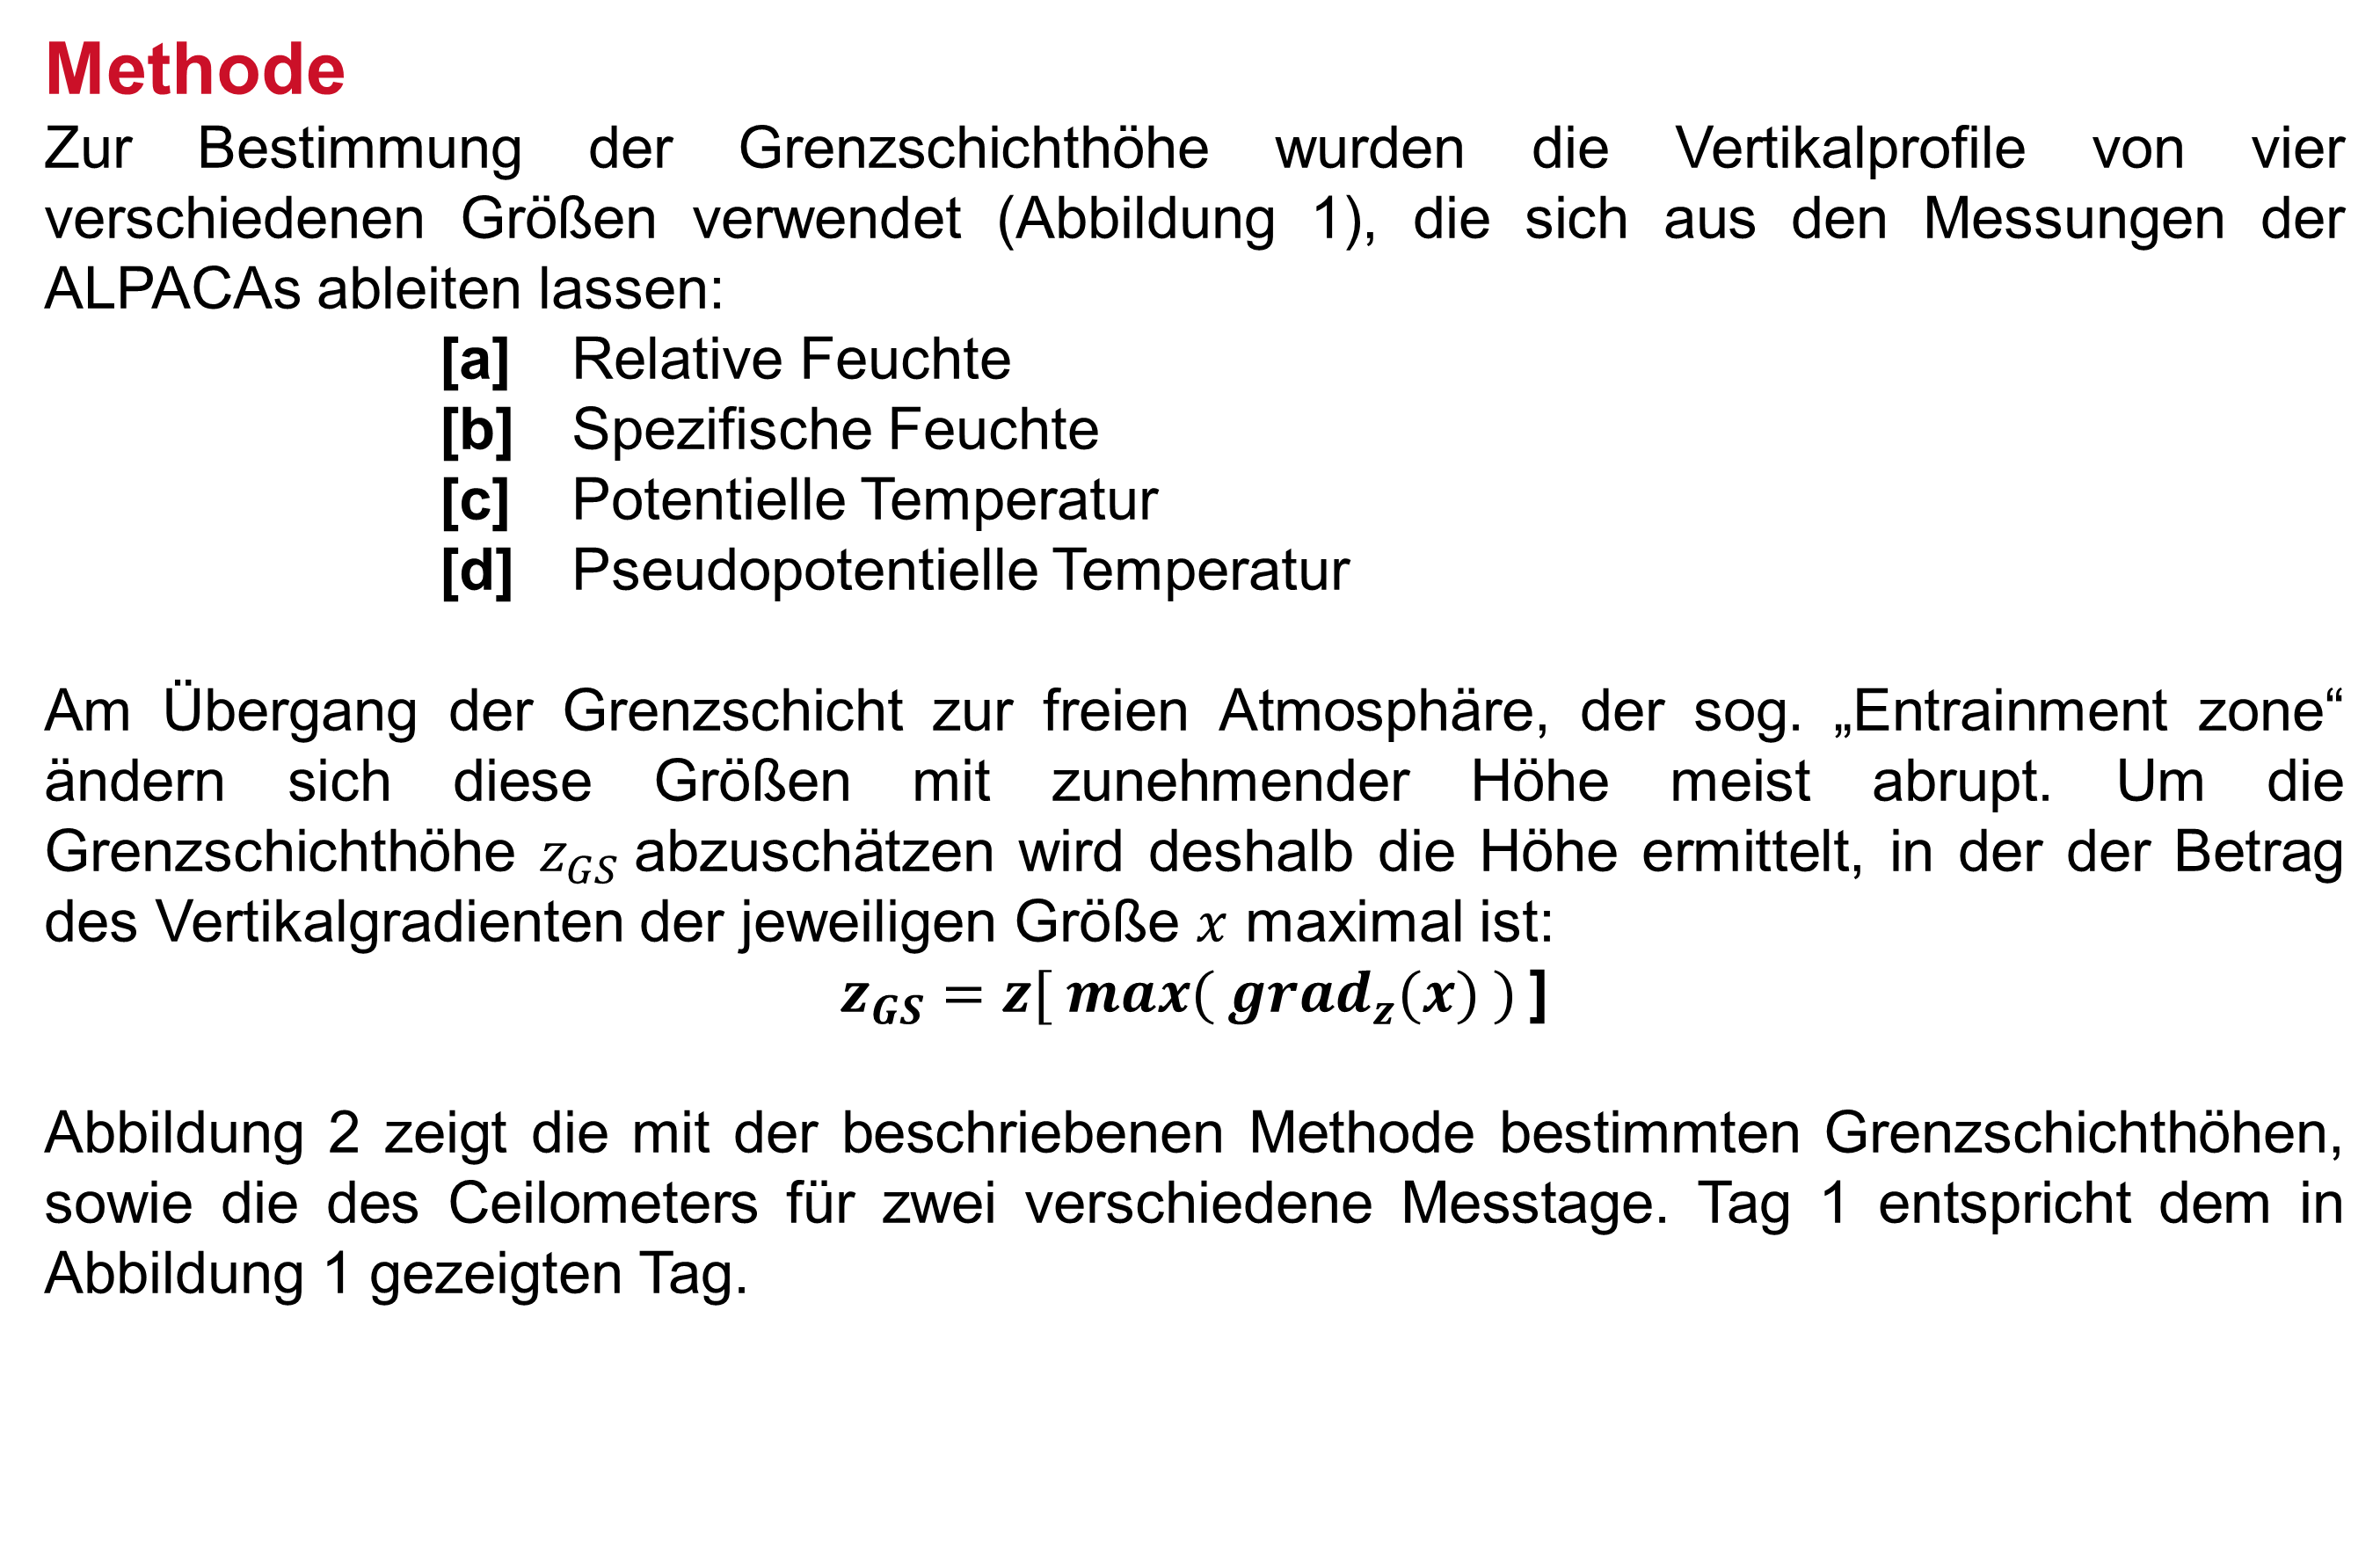 Methode
Zur Bestimmung der Grenzschichthöhe wurden die Vertikalprofile von vier
verschiedenen Größen verwendet (Abbildung 1), die sich aus den Messungen der
ALPACAs ableiten lassen:
[a] Relative Feuchte
[b] Spezifische Feuchte
[c] Potentielle Temperatur
[d] Pseudopotentielle Temperatur
Am Übergang der Grenzschicht zur freien Atmosphäre, der sog. „Entrainment zone“
ändern sich diese Größen mit zunehmender Höhe meist abrupt. Um die
Grenzschichthöhe z_GS abzuschätzen wird deshalb die Höhe ermittelt, in der der Betrag
des Vertikalgradienten der jeweiligen Größe x maximal ist:
z_GS = z[ max( grad_z(x) ) ]
Abbildung 2 zeigt die mit der beschriebenen Methode bestimmten Grenzschichthöhen,
sowie die des Ceilometers für zwei verschiedene Messtage. Tag 1 entspricht dem in
Abbildung 1 gezeigten Tag.